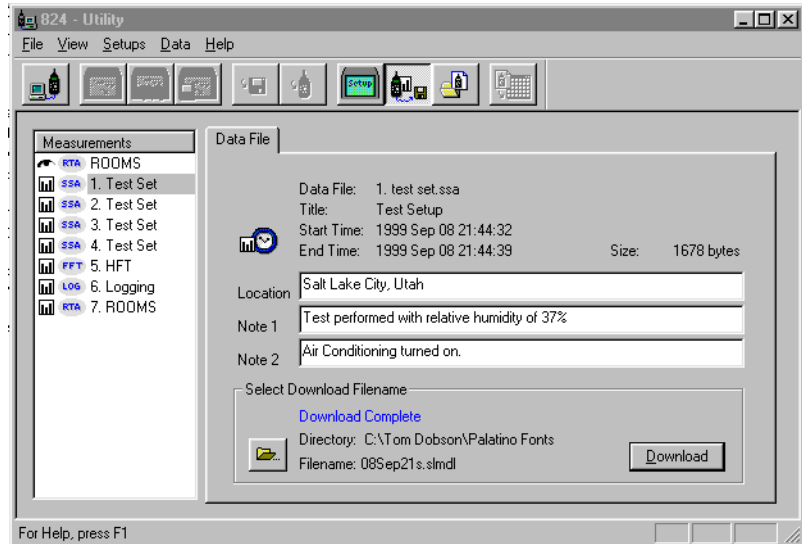 824 - Utility
File View Setups Data Help
Setup
Measurements
RTA ROOMS
SSA 1. Test Set
SSA 2. Test Set
SSA 3. Test Set
SSA 4. Test Set
FFT 5. HFT
LOG 6. Logging
RTA 7. ROOMS
Data File
Data File: 1. test set.ssa
Title: Test Setup
Start Time: 1999 Sep 08 21:44:32
End Time: 1999 Sep 08 21:44:39 Size: 1678 bytes
Location Salt Lake City, Utah
Note 1 Test performed with relative humidity of 37%
Note 2 Air Conditioning turned on.
Select Download Filename
Download Complete
Directory: C:\Tom Dobson\Palatino Fonts
Filename: 08Sep21s.slmdl
Download
For Help, press F1